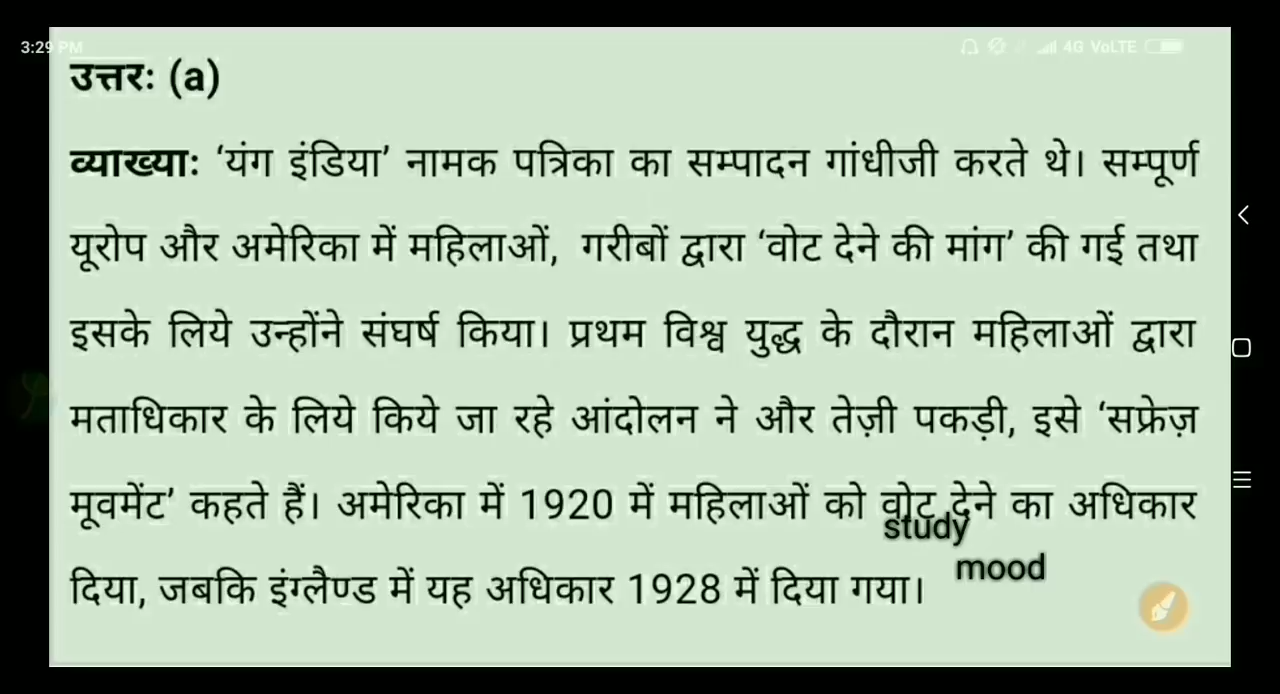 3:29 PM
4G VoLTE
उत्तरः (a)
व्याख्याः ‘यंग इंडिया’ नामक पत्रिका का सम्पादन गांधीजी करते थे। सम्पूर्ण
यूरोप और अमेरिका में महिलाओं, गरीबों द्वारा ‘वोट देने की मांग’ की गई तथा
इसके लिये उन्होंने संघर्ष किया। प्रथम विश्व युद्ध के दौरान महिलाओं द्वारा
मताधिकार के लिये किये जा रहे आंदोलन ने और तेज़ी पकड़ी, इसे ‘सफ्रेज़
मूवमेंट’ कहते हैं। अमेरिका में 1920 में महिलाओं को वोट देने का अधिकार
study
mood
दिया, जबकि इंग्लैण्ड में यह अधिकार 1928 में दिया गया।